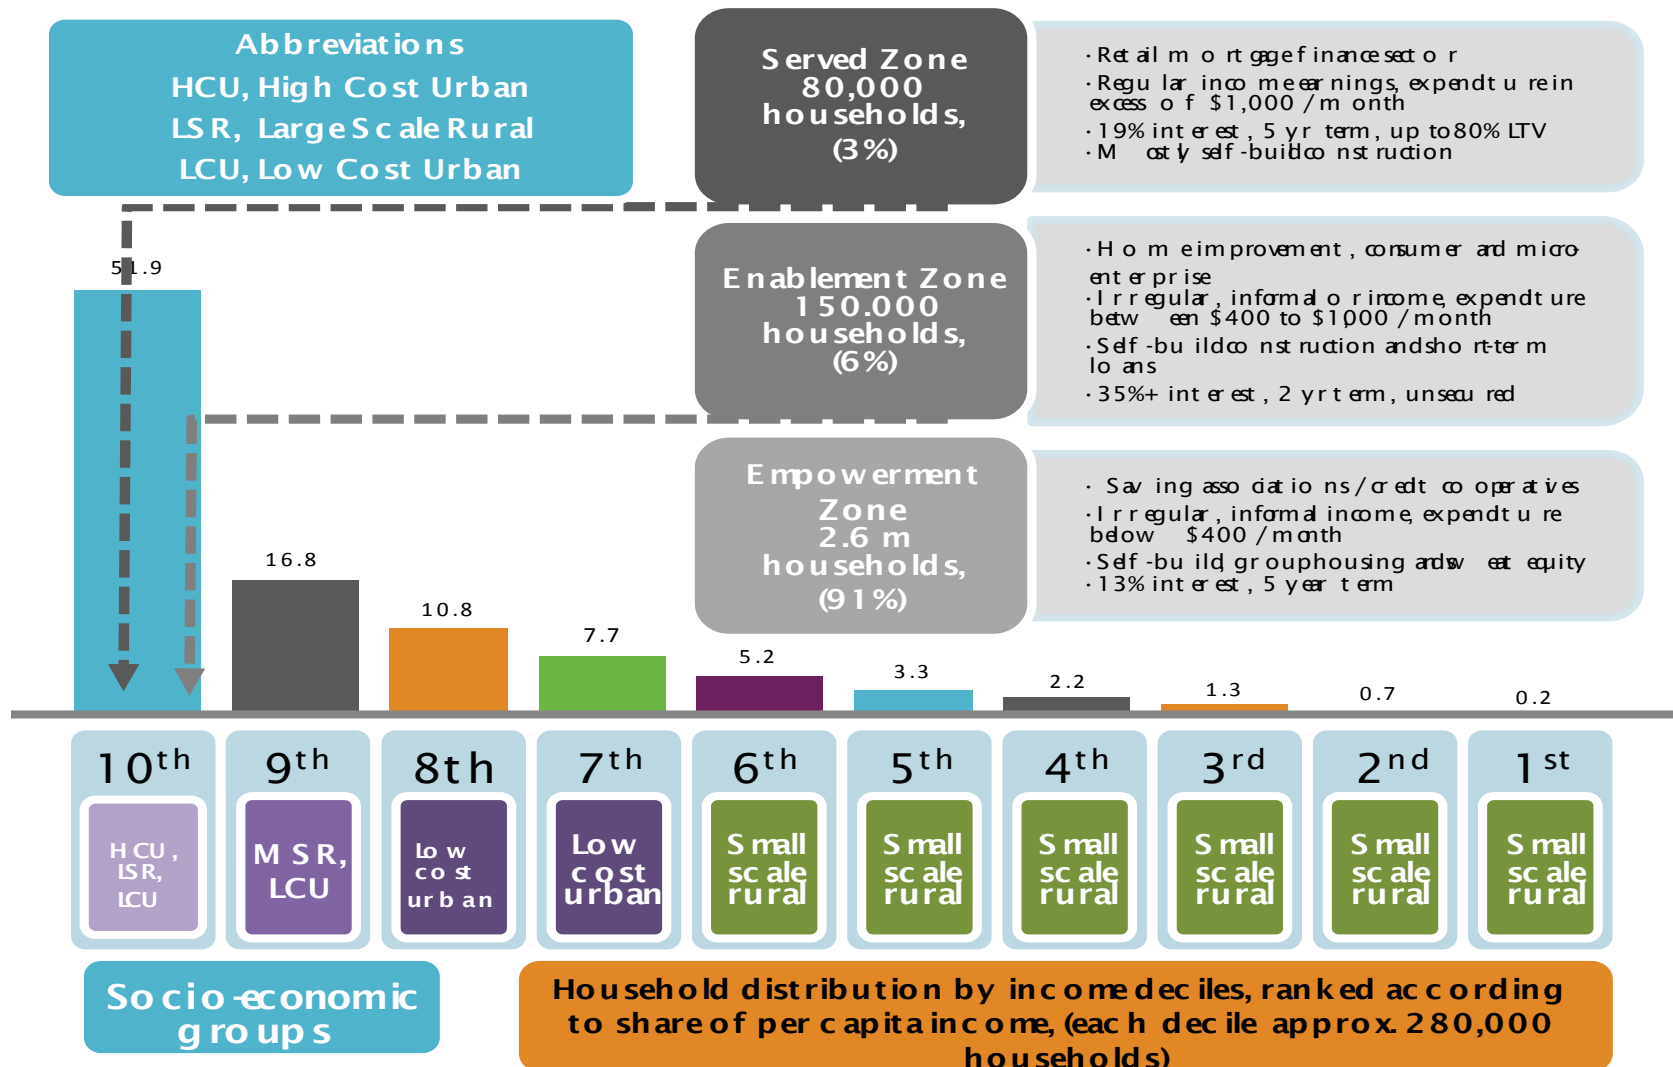 Abbreviations
HCU, High Cost Urban
LSR, Large Scale Rural
LCU, Low Cost Urban
Served Zone
80,000
households,
(3%)
· Retail mortgage finance sector
· Regular income earnings, expenditure in
excess of $1,000 /month
· 19% interest, 5 yr term, up to 80% LTV
· Mostly self-build construction
Enablement Zone
150.000
households,
(6%)
· Home improvement, consumer and micro-
enterprise
· Irregular, informal or income, expenditure
between $400 to $1,000 /month
· Self-build construction and short-term
loans
· 35%+ interest, 2 yr term, unsecured
Empowerment
Zone
2.6 m
households,
(91%)
· Saving associations /credit cooperatives
· Irregular, informal income, expenditure
below $400 /month
· Self-build, group housing and sweat equity
· 13% interest, 5 year term
51.9
16.8
10.8
7.7
5.2
3.3
2.2
1.3
0.7
0.2
10th
9th
8th
7th
6th
5th
4th
3rd
2nd
1st
HCU,
LSR,
LCU
MSR,
LCU
Low
cost
urban
Low
cost
urban
Small
scale
rural
Small
scale
rural
Small
scale
rural
Small
scale
rural
Small
scale
rural
Small
scale
rural
Socio-economic
groups
Household distribution by income deciles, ranked according
to share of per capita income, (each decile approx. 280,000
households)